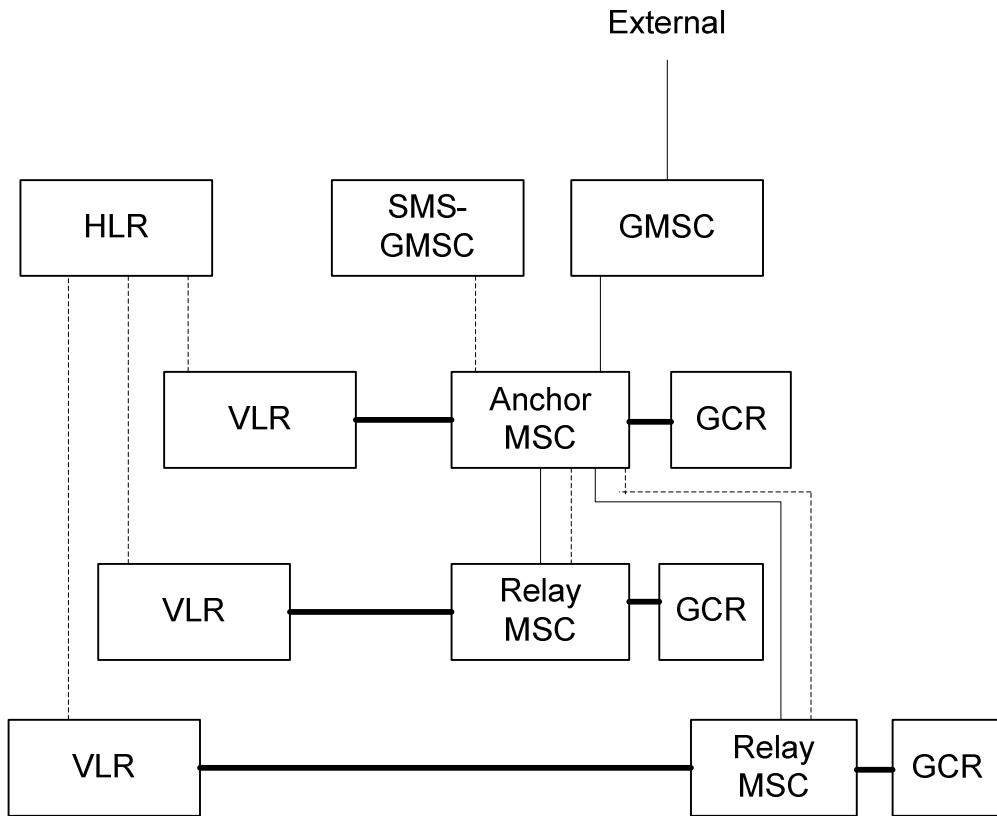 External
HLR
SMS-
GMSC
GMSC
VLR
Anchor
MSC
GCR
VLR
Relay
MSC
GCR
VLR
Relay
MSC
GCR